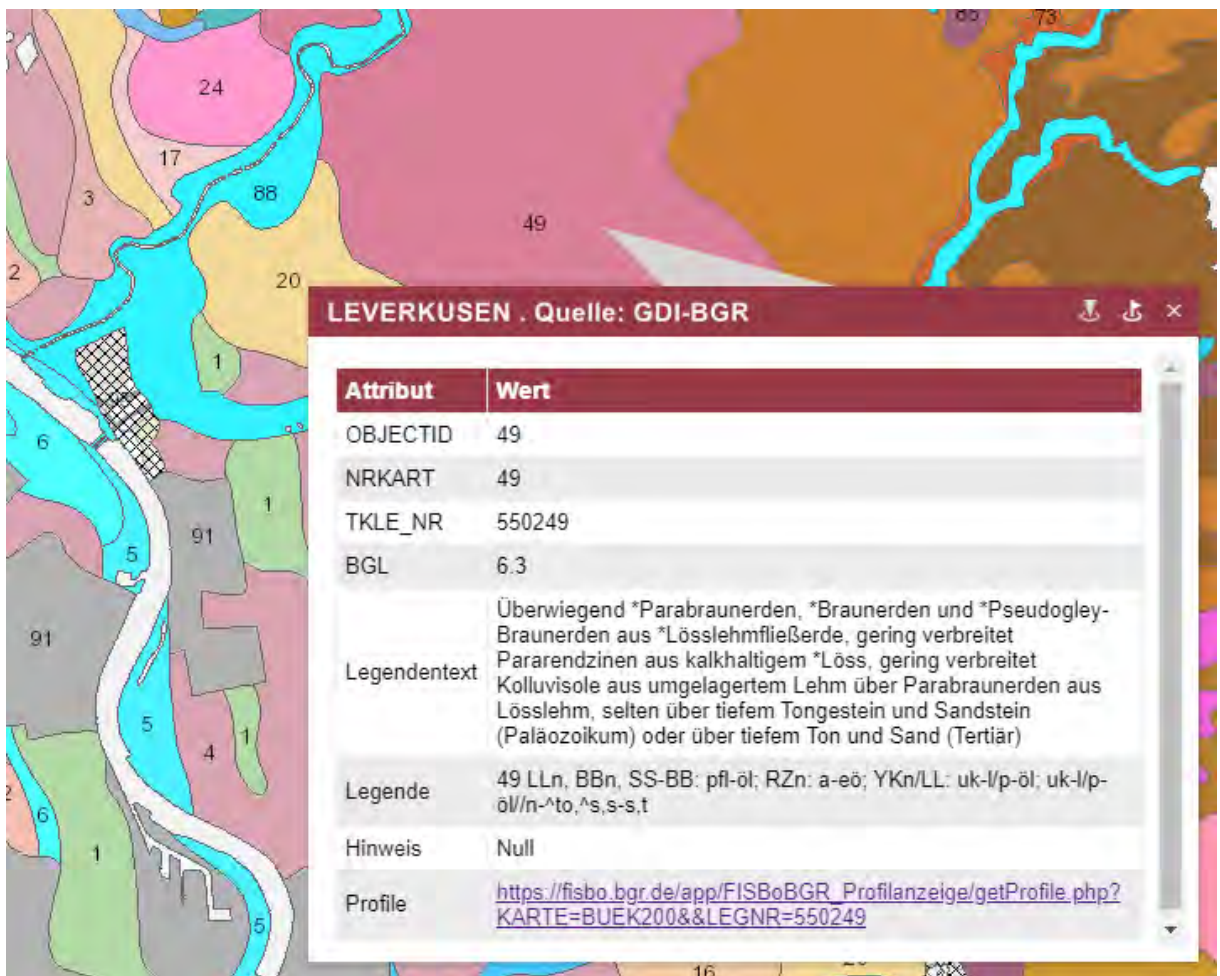 85
73
24
17
3
88
49
2
20
LEVERKUSEN . Quelle: GDI-BGR
×
1
Attribut Wert
OBJECTID 49
6
NRKART 49
1
TKLE_NR 550249
91
5
BGL 6.3
Legendentext
Überwiegend *Parabraunerden, *Braunerden und *Pseudogley-
Braunerden aus *Lösslehmfließerde, gering verbreitet
Pararendzinen aus kalkhaltigem *Löss, gering verbreitet
Kolluvisole aus umgelagertem Lehm über Parabraunerden aus
Lösslehm, selten über tiefem Tongestein und Sandstein
(Paläozoikum) oder über tiefem Ton und Sand (Tertiär)
91
5
4
1
Legende
49 LLn, BBn, SS-BB: pfl-öl; RZn: a-eö; YKn/LL: uk-l/p-öl; uk-l/p-
öl//n-^to,^s,s-s,t
2
6
1
Hinweis Null
Profile
https://fisbo.bgr.de/app/FISBoBGR_Profilanzeige/getProfile.php?
KARTE=BUEK200&&LEGNR=550249
5
16